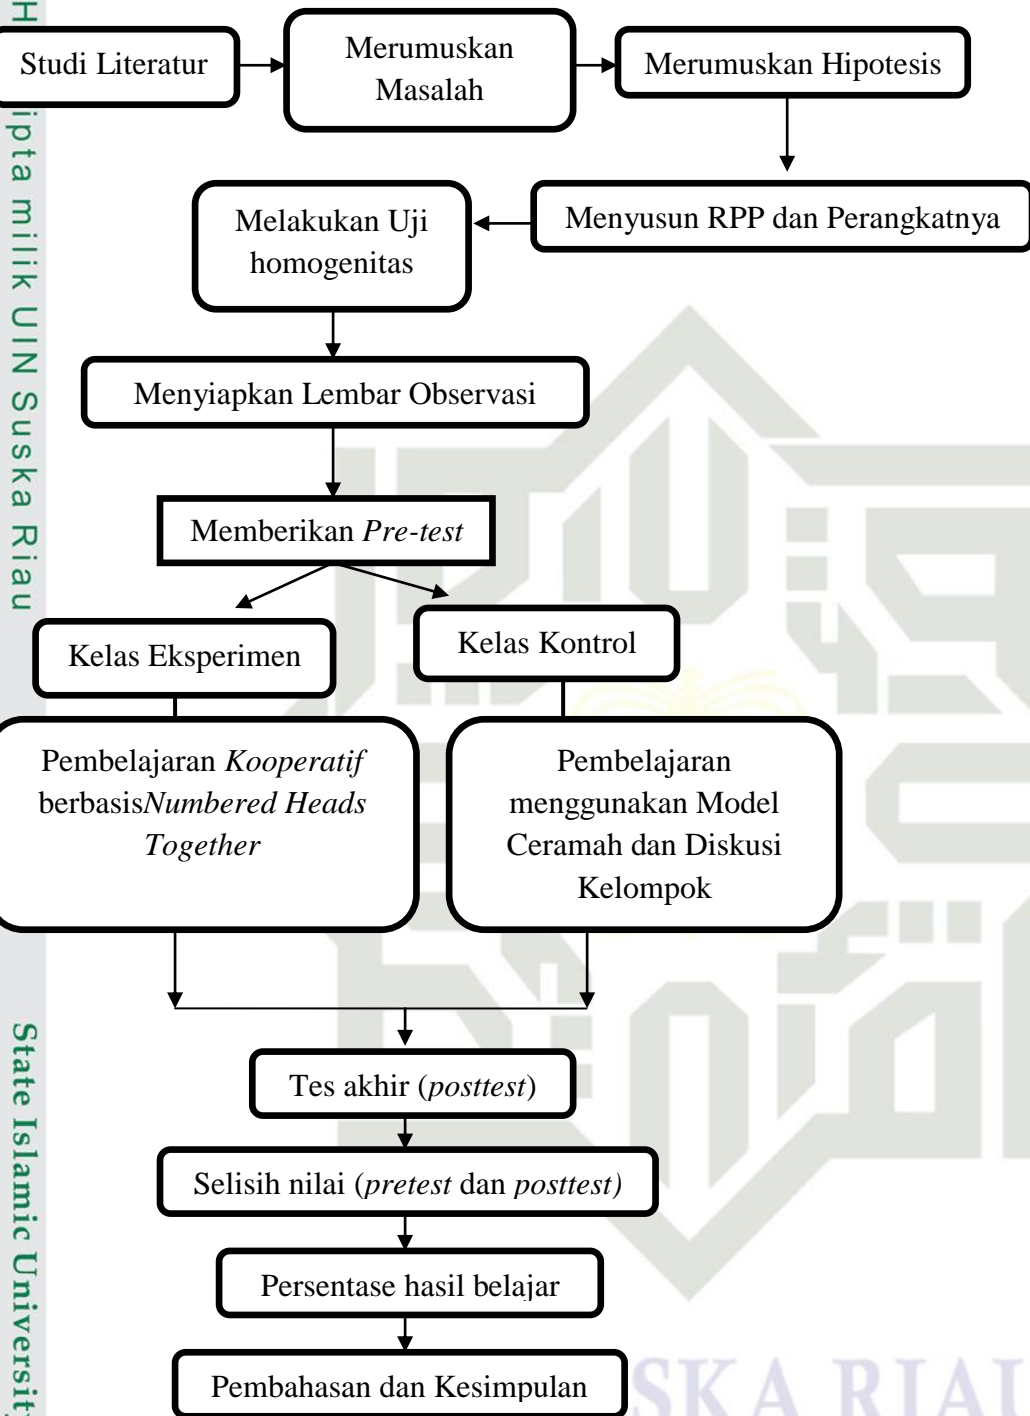 Studi Literatur
Merumuskan
Masalah
Merumuskan Hipotesis
Menyusun RPP dan Perangkatnya
Melakukan Uji
homogenitas
Menyiapkan Lembar Observasi
Memberikan Pre-test
Kelas Eksperimen
Kelas Kontrol
Pembelajaran Kooperatif
berbasisNumbered Heads
Together
Pembelajaran
menggunakan Model
Ceramah dan Diskusi
Kelompok
Tes akhir (posttest)
Selisih nilai (pretest dan posttest)
Persentase hasil belajar
Pembahasan dan Kesimpulan
H
ipta milik UIN Suska Riau
State Islamic Universit
SKA RIAU